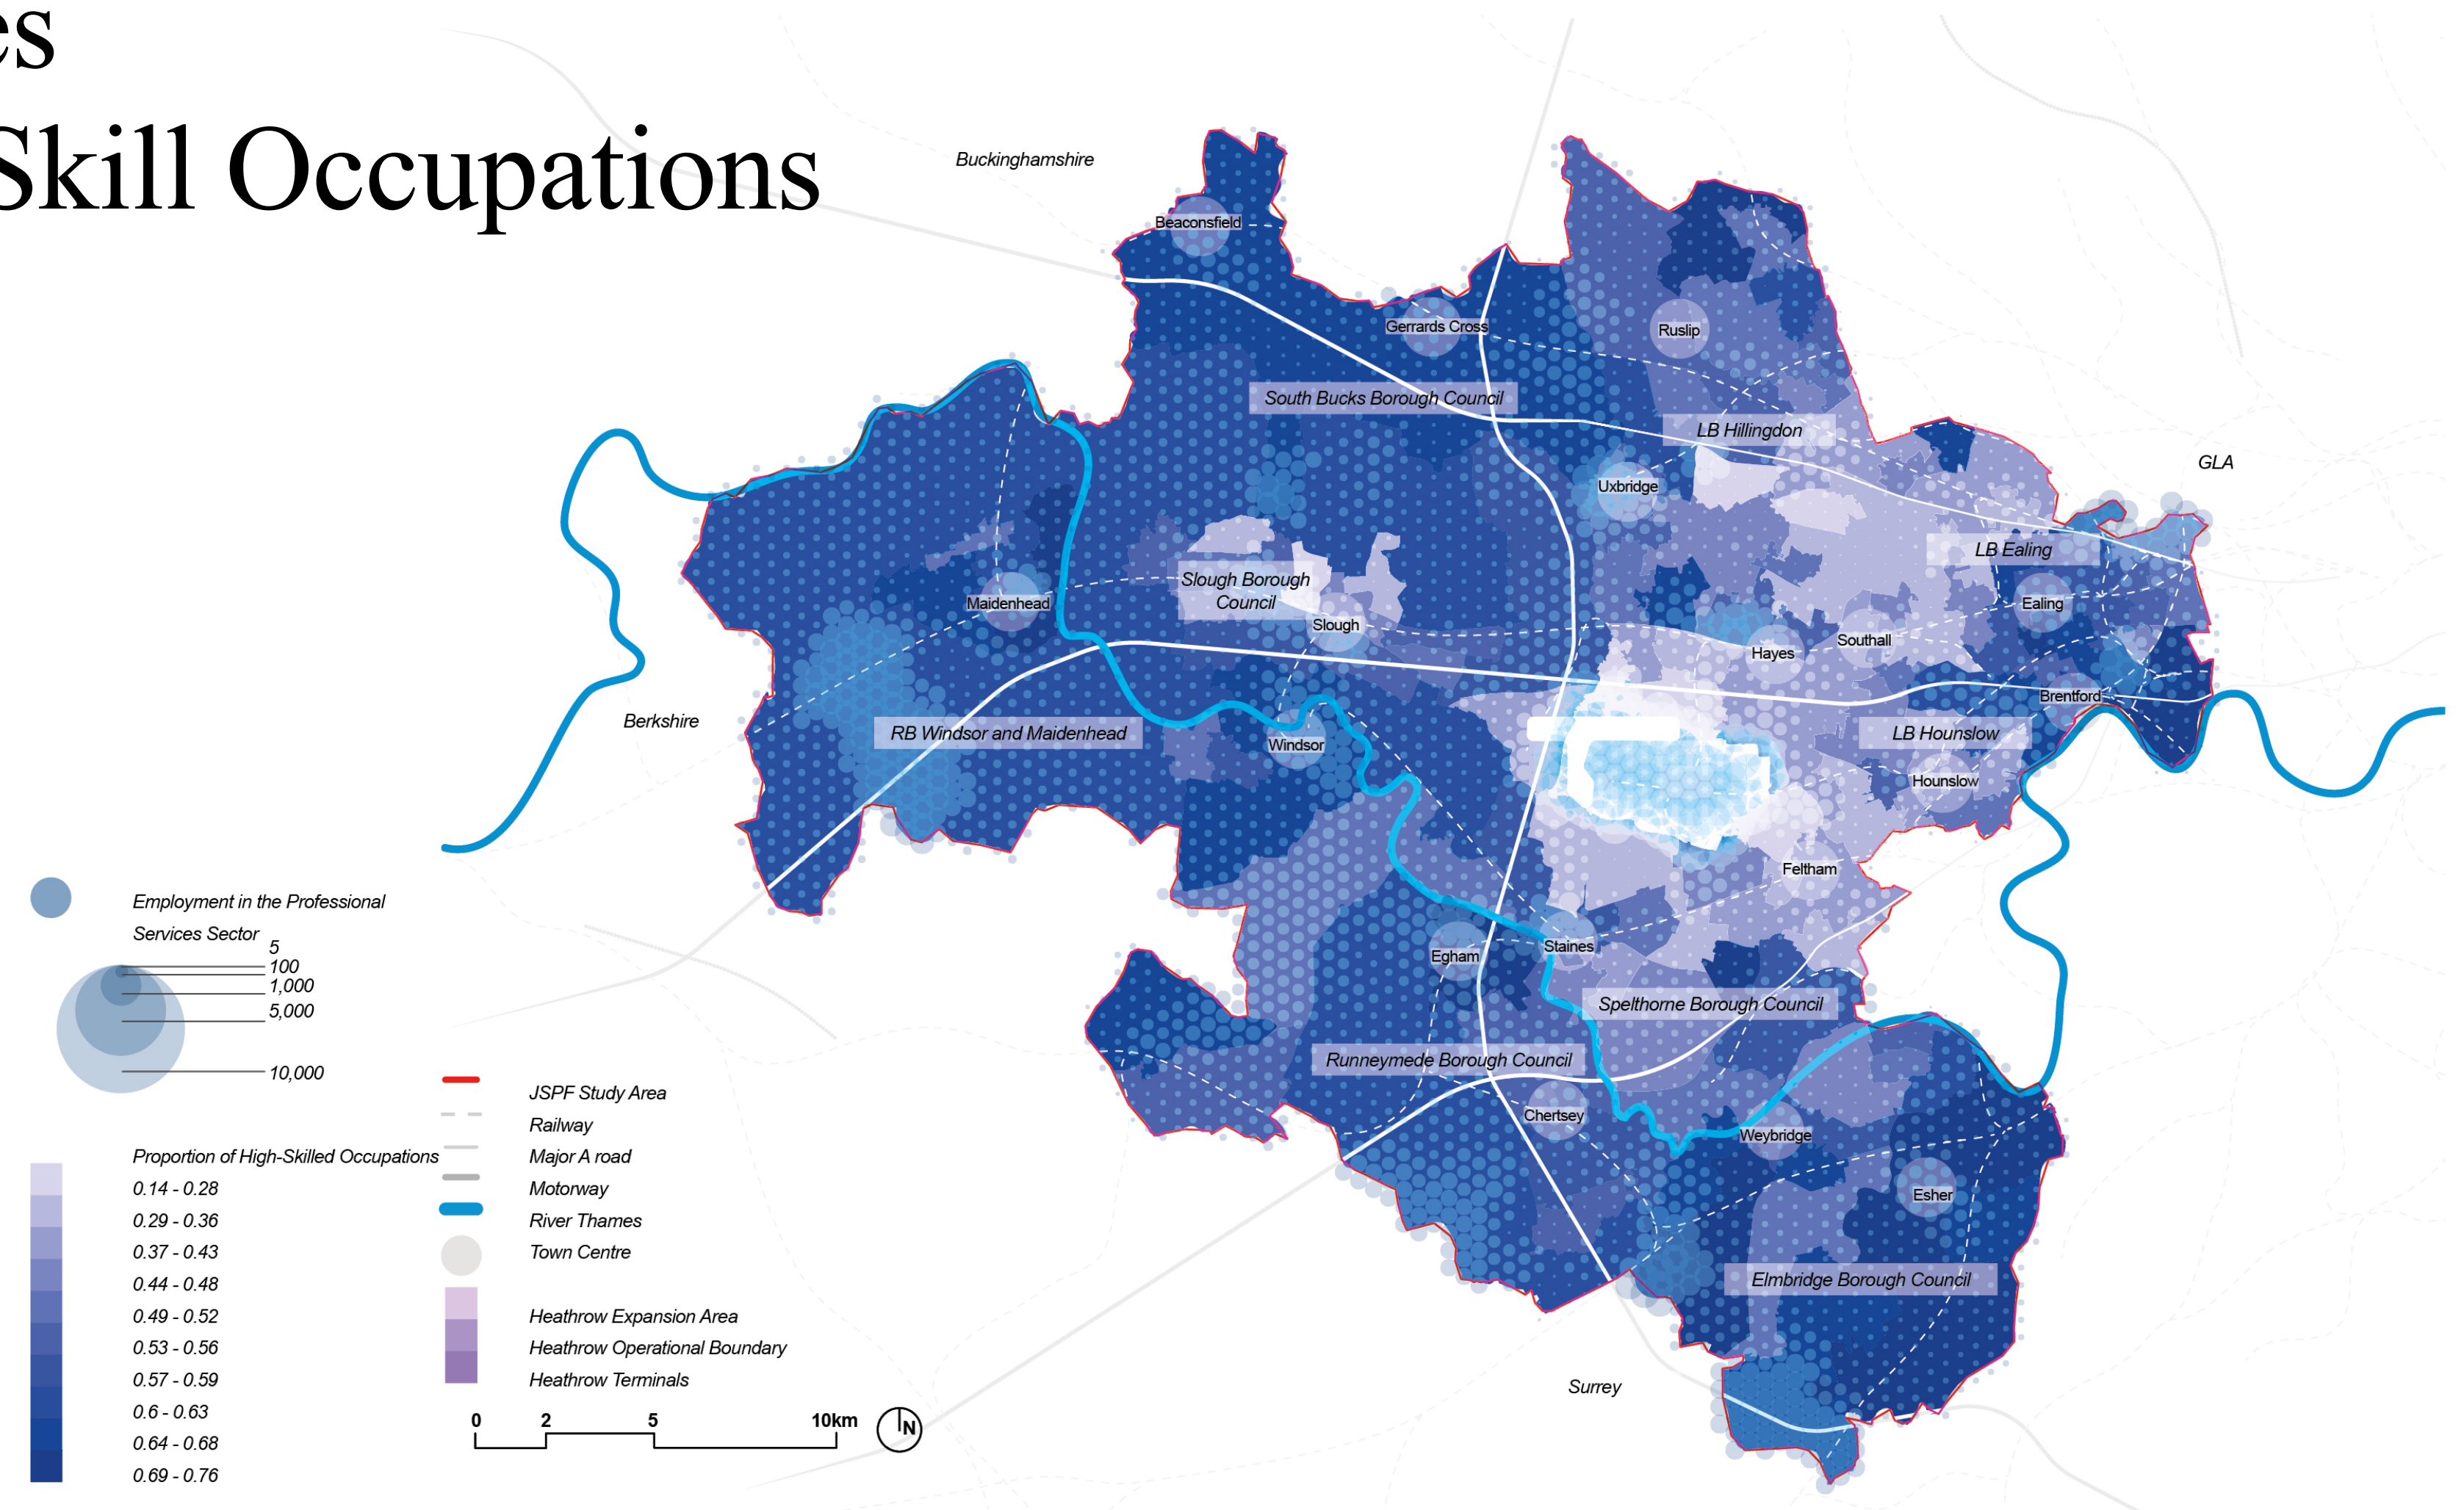 es
Skill Occupations
Buckinghamshire
Beaconsfield
Gerrards Cross
Ruslip
South Bucks Borough Council
LB Hillingdon
GLA
Uxbridge
LB Ealing
Slough Borough
Council
Maidenhead
Ealing
Slough
Southall
Hayes
Brentford
Berkshire
RB Windsor and Maidenhead
LB Hounslow
Windsor
Hounslow
Feltham
Egham
Staines
Spelthorne Borough Council
Runneymede Borough Council
Chertsey
Weybridge
Esher
Elmbridge Borough Council
Surrey
Employment in the Professional
Services Sector
5
100
1,000
5,000
10,000
Proportion of High-Skilled Occupations
0.14 - 0.28
0.29 - 0.36
0.37 - 0.43
0.44 - 0.48
0.49 - 0.52
0.53 - 0.56
0.57 - 0.59
0.6 - 0.63
0.64 - 0.68
0.69 - 0.76
JSPF Study Area
Railway
Major A road
Motorway
River Thames
Town Centre
Heathrow Expansion Area
Heathrow Operational Boundary
Heathrow Terminals
0 2 5 10km
N